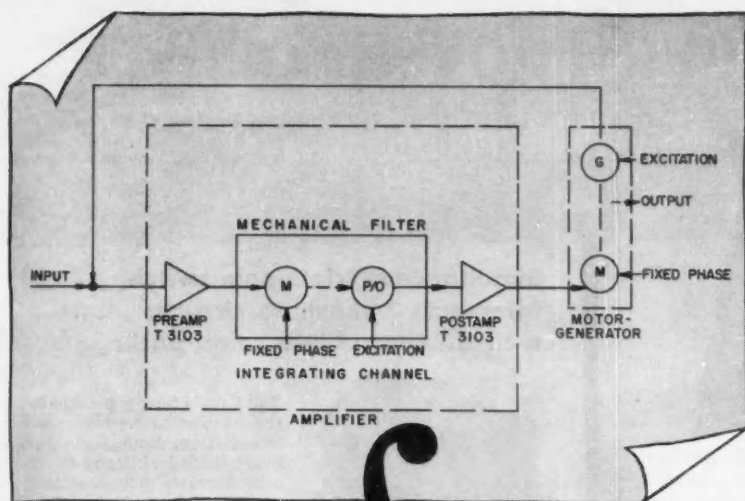 G
EXCITATION
OUTPUT
MECHANICAL FILTER
INPUT
M
P/O
M
FIXED PHASE
PREAMP
T 3103
POSTAMP
T 3103
MOTOR-
GENERATOR
FIXED PHASE
EXCITATION
INTEGRATING CHANNEL
AMPLIFIER